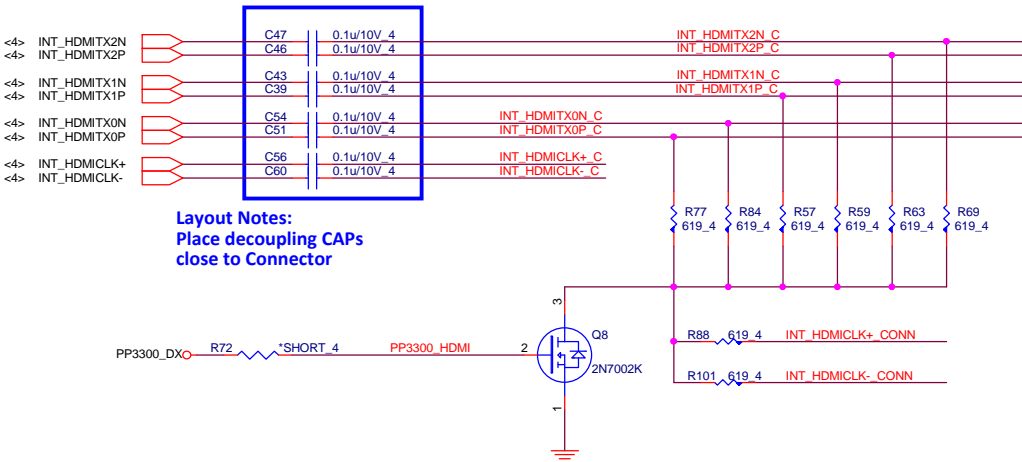 <4> INT_HDMITX2N C47 0.1u/10V_4 INT_HDMITX2N_C
<4> INT_HDMITX2P C46 0.1u/10V_4 INT_HDMITX2P_C
<4> INT_HDMITX1N C43 0.1u/10V_4 INT_HDMITX1N_C
<4> INT_HDMITX1P C39 0.1u/10V_4 INT_HDMITX1P_C
<4> INT_HDMITX0N C54 0.1u/10V_4 INT_HDMITX0N_C
<4> INT_HDMITX0P C51 0.1u/10V_4 INT_HDMITX0P_C
<4> INT_HDMICLK+ C56 0.1u/10V_4 INT_HDMICLK+_C
<4> INT_HDMICLK- C60 0.1u/10V_4 INT_HDMICLK-_C
Layout Notes:
Place decoupling CAPs
close to Connector
R77 R84 R57 R59 R63 R69
619_4 619_4 619_4 619_4 619_4 619_4
3
Q8
R88 619_4 INT_HDMICLK+_CONN
PP3300_DX R72 *SHORT_4 PP3300_HDMI 2
2N7002K
R101 619_4 INT_HDMICLK-_CONN
1